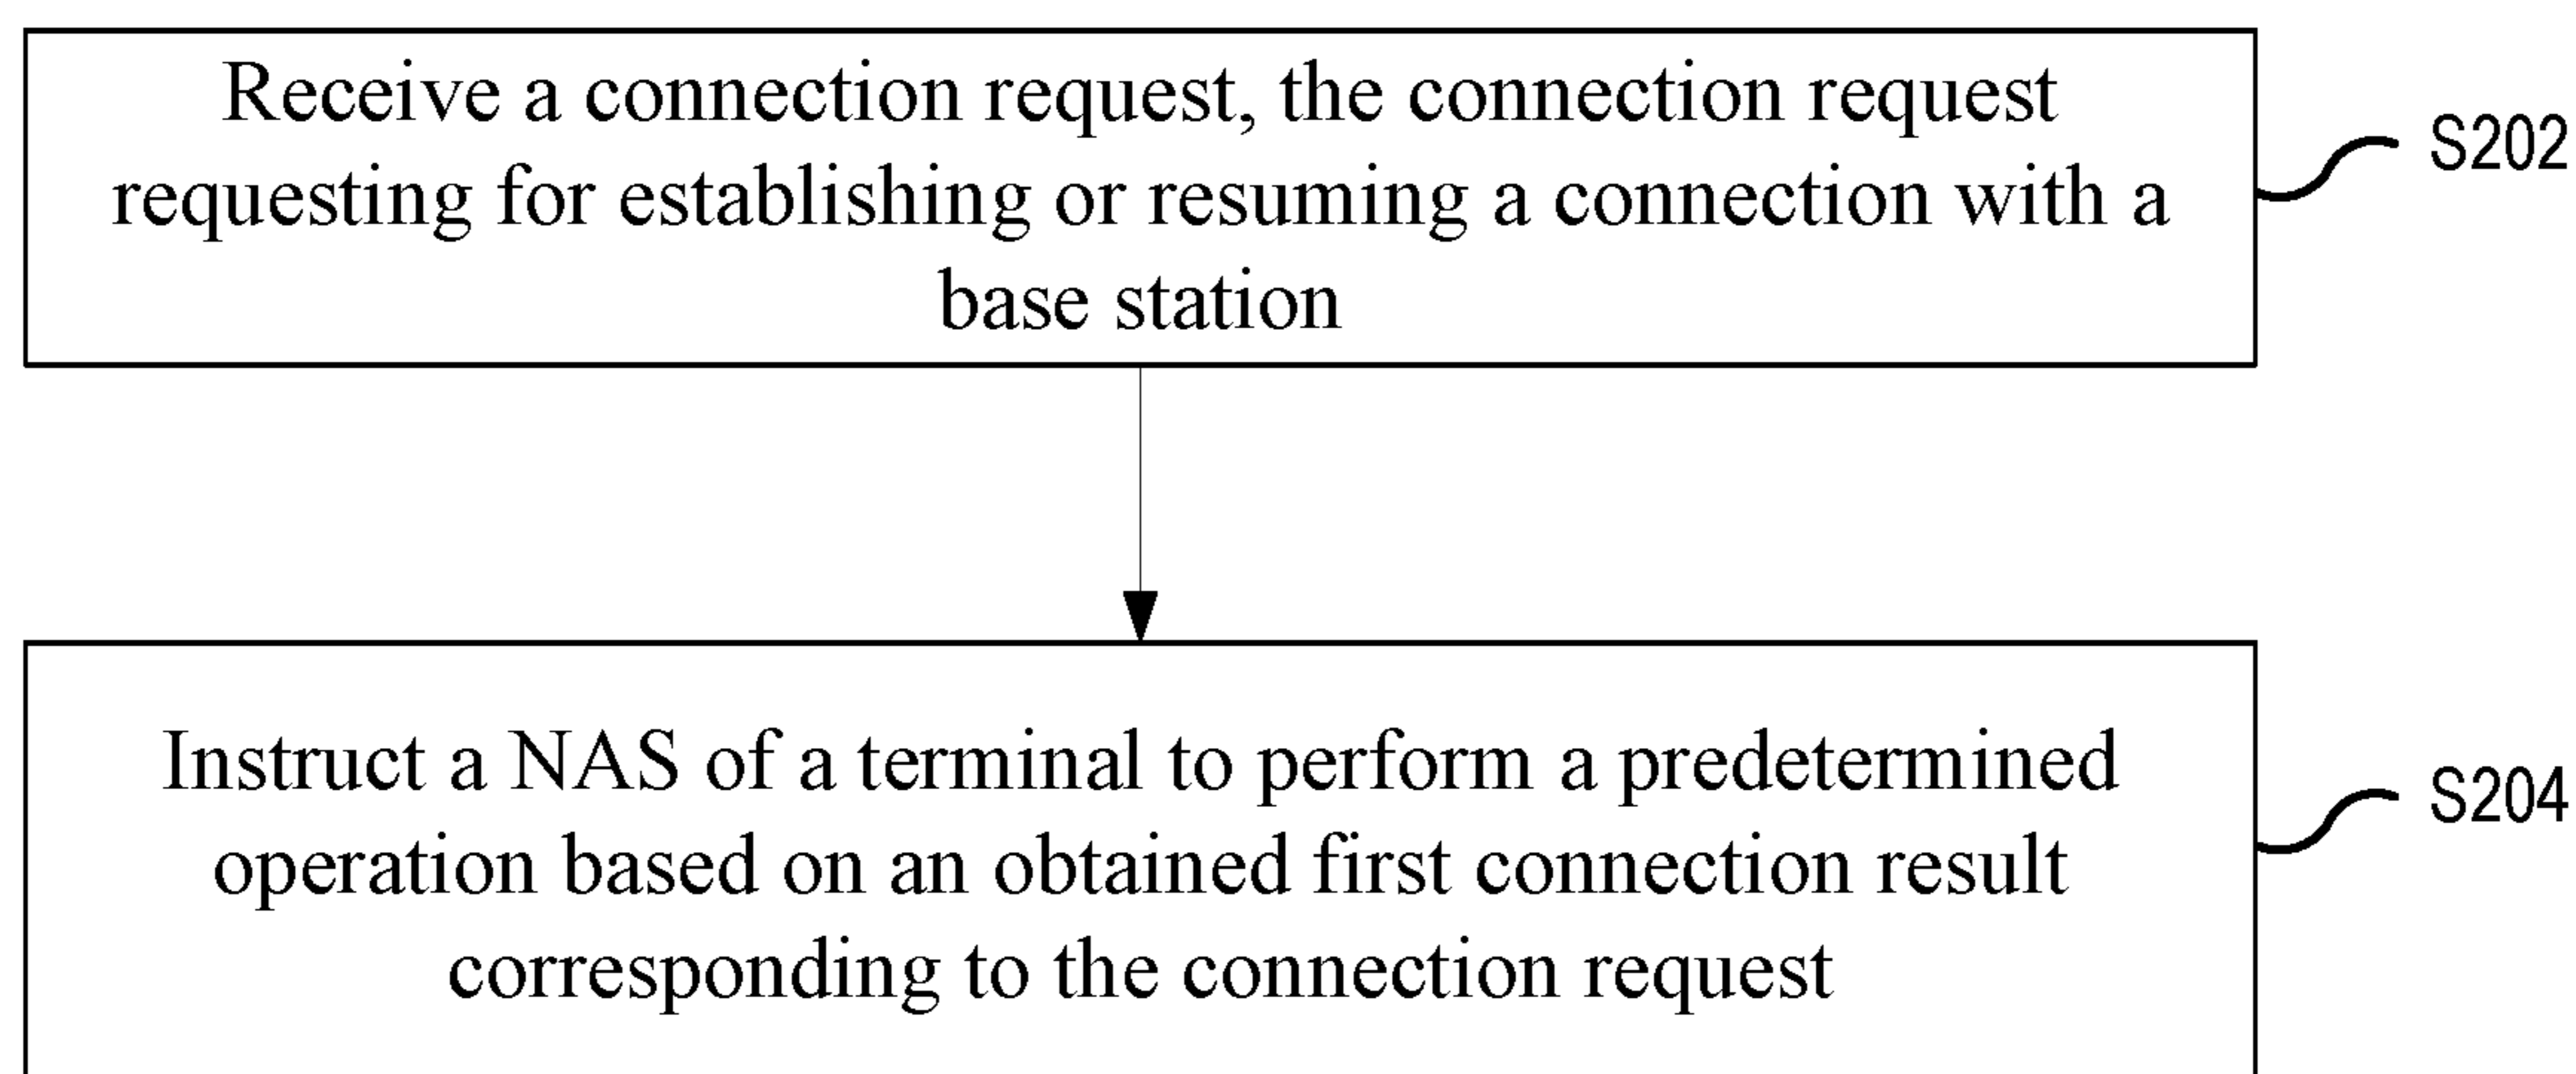 Receive a connection request, the connection request
requesting for establishing or resuming a connection with a
base station
S202
Instruct a NAS of a terminal to perform a predetermined
operation based on an obtained first connection result
corresponding to the connection request
S204